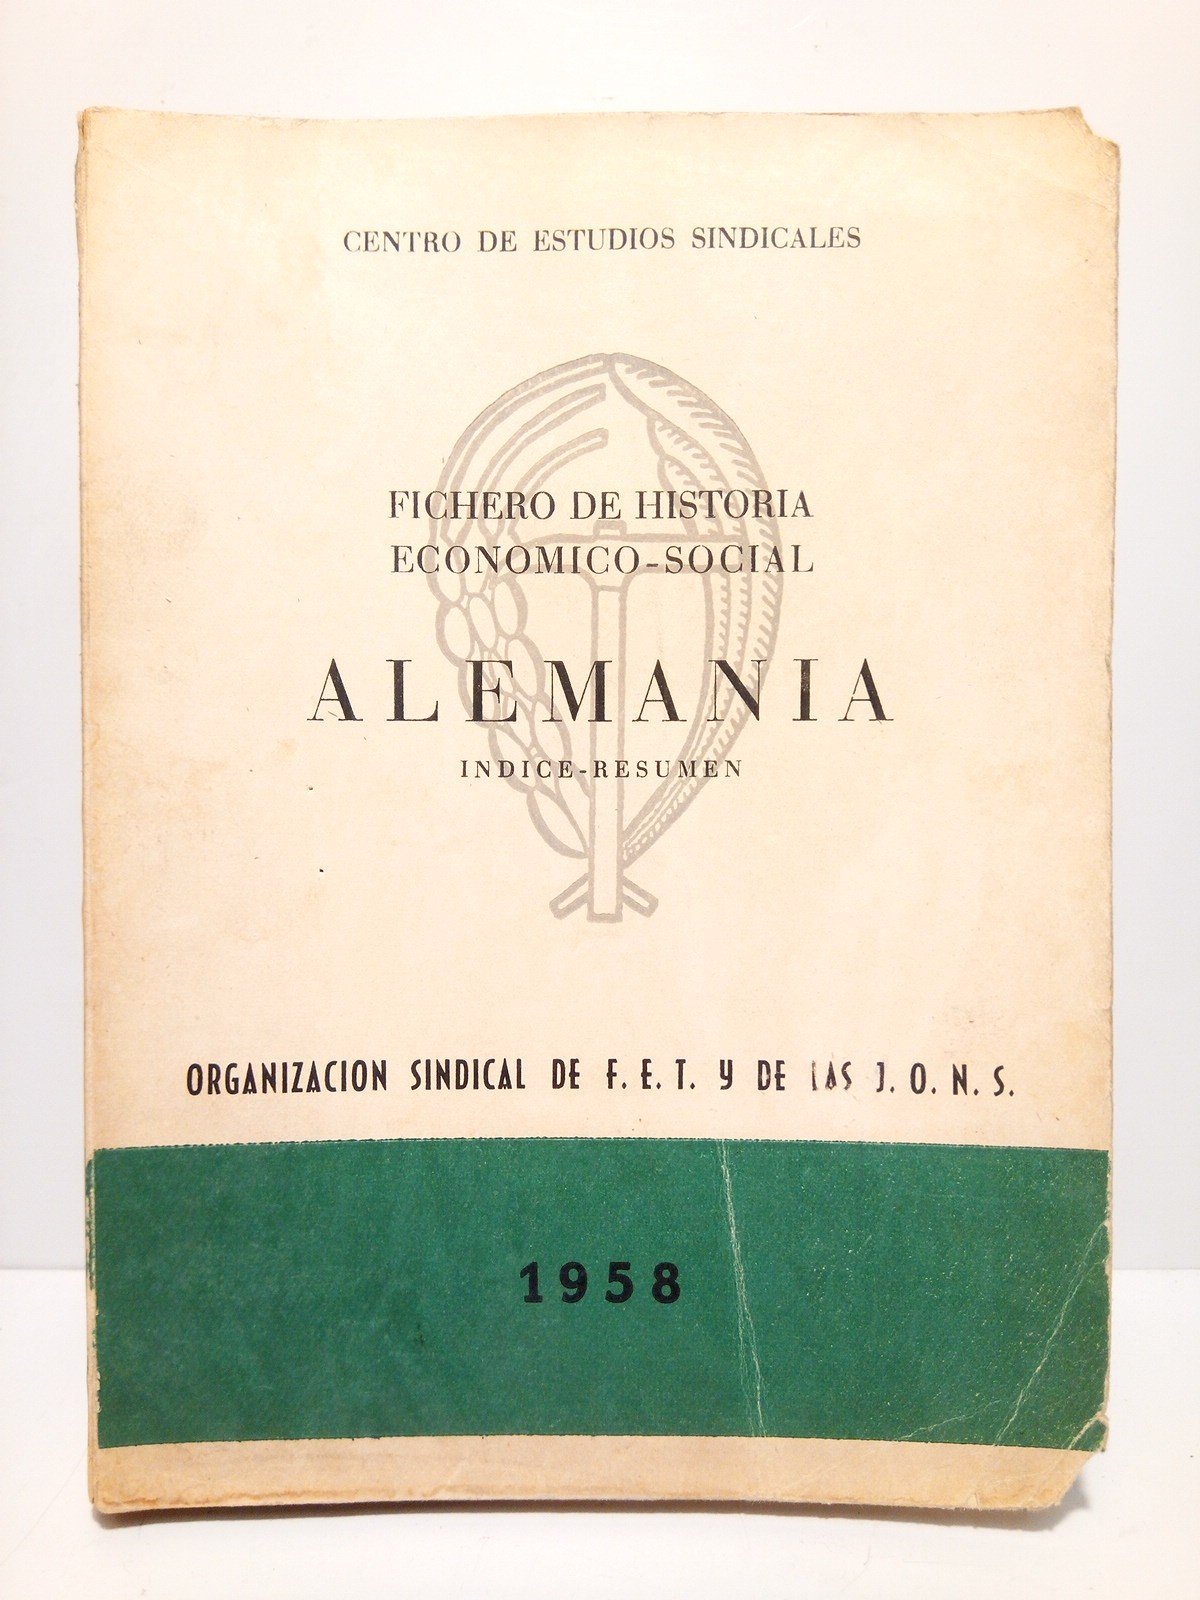 CENTRO DE ESTUDIOS SINDICALES
FICHERO DE HISTORIA
ECONOMICO-SOCIAL
ALEMANIA
INDICE-RESUMEN
ORGANIZACION SINDICAL DE F. E. T. Y DE LAS J. O. N. S.
1958